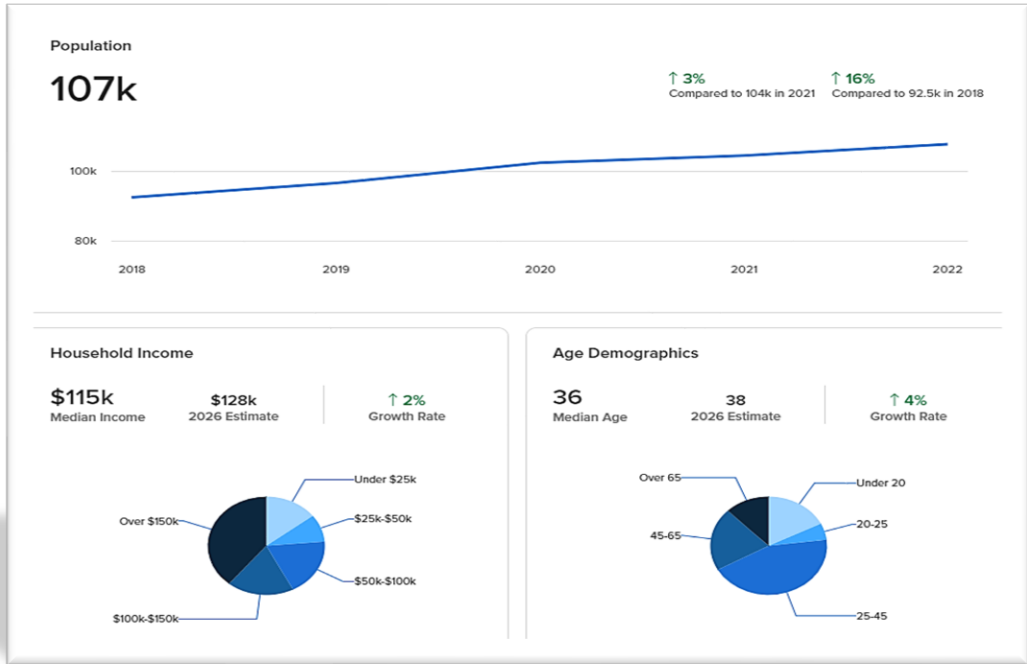 Population
107k
↑ 3%
Compared to 104k in 2021
↑ 16%
Compared to 92.5k in 2018
100k
80k
2018
2019
2020
2021
2022
Household Income
$115k
Median Income
$128k
2026 Estimate
↑ 2%
Growth Rate
Under $25k
$25k-$50k
Over $150k
$50k-$100k
$100k-$150k
Age Demographics
36
Median Age
38
2026 Estimate
↑ 4%
Growth Rate
Over 65
Under 20
20-25
45-65
25-45